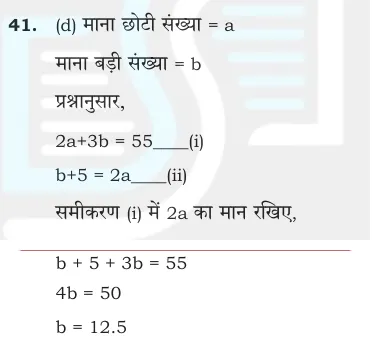 41. (d) माना छोटी संख्या = a
माना बड़ी संख्या = b
प्रश्नानुसार,
2a+3b = 55____(i)
b+5 = 2a____(ii)
समीकरण (i) में 2a का मान रखिए,
b + 5 + 3b = 55
4b = 50
b = 12.5